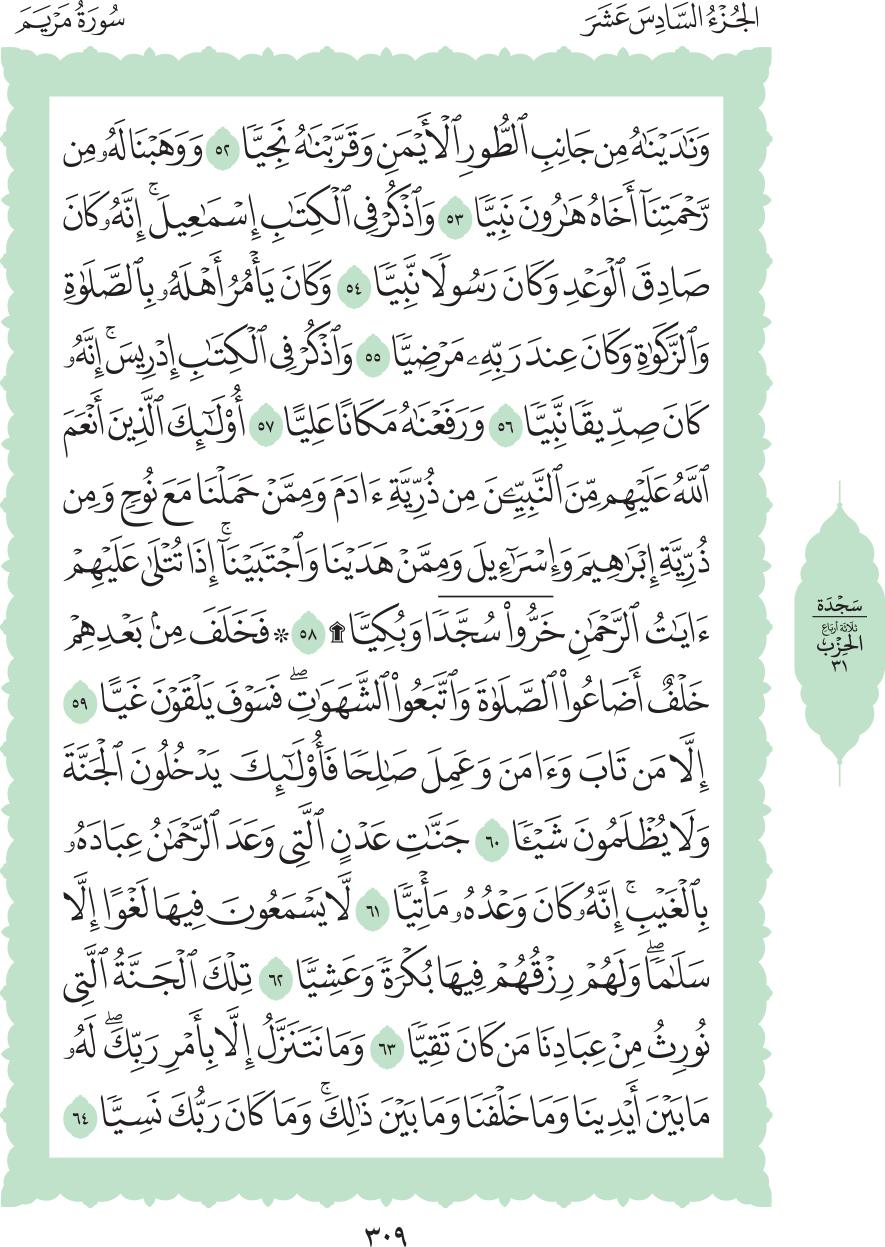 الجُزْءُ السَّادِسَ عَشَرَ
سُورَةُ مَرْيَمَ
وَنَٰدَيْنَٰهُ مِن جَانِبِ ٱلطُّورِ ٱلْأَيْمَنِ وَقَرَّبْنَٰهُ نَجِيًّا ٥٢ وَوَهَبْنَا لَهُۥ مِن
رَّحْمَتِنَآ أَخَاهُ هَٰرُونَ نَبِيًّا ٥٣ وَٱذْكُرْ فِى ٱلْكِتَٰبِ إِسْمَٰعِيلَ ۚ إِنَّهُۥ كَانَ
صَادِقَ ٱلْوَعْدِ وَكَانَ رَسُولًا نَّبِيًّا ٥٤ وَكَانَ يَأْمُرُ أَهْلَهُۥ بِٱلصَّلَوٰةِ
وَٱلزَّكَوٰةِ وَكَانَ عِندَ رَبِّهِۦ مَرْضِيًّا ٥٥ وَٱذْكُرْ فِى ٱلْكِتَٰبِ إِدْرِيسَ ۚ إِنَّهُۥ
كَانَ صِدِّيقًا نَّبِيًّا ٥٦ وَرَفَعْنَٰهُ مَكَانًا عَلِيًّا ٥٧ أُو۟لَٰٓئِكَ ٱلَّذِينَ أَنْعَمَ
ٱللَّهُ عَلَيْهِم مِّنَ ٱلنَّبِيِّـۧنَ مِن ذُرِّيَّةِ ءَادَمَ وَمِمَّنْ حَمَلْنَا مَعَ نُوحٍ وَمِن
ذُرِّيَّةِ إِبْرَٰهِيمَ وَإِسْرَٰٓءِيلَ وَمِمَّنْ هَدَيْنَا وَٱجْتَبَيْنَآ ۚ إِذَا تُتْلَىٰ عَلَيْهِمْ
ءَايَٰتُ ٱلرَّحْمَٰنِ خَرُّوا۟ سُجَّدًا وَبُكِيًّا ۩ ٥٨ ۞ فَخَلَفَ مِنۢ بَعْدِهِمْ
خَلْفٌ أَضَاعُوا۟ ٱلصَّلَوٰةَ وَٱتَّبَعُوا۟ ٱلشَّهَوَٰتِ ۖ فَسَوْفَ يَلْقَوْنَ غَيًّا ٥٩
إِلَّا مَن تَابَ وَءَامَنَ وَعَمِلَ صَٰلِحًا فَأُو۟لَٰٓئِكَ يَدْخُلُونَ ٱلْجَنَّةَ
وَلَا يُظْلَمُونَ شَيْـًٔا ٦٠ جَنَّٰتِ عَدْنٍ ٱلَّتِى وَعَدَ ٱلرَّحْمَٰنُ عِبَادَهُۥ
بِٱلْغَيْبِ ۚ إِنَّهُۥ كَانَ وَعْدُهُۥ مَأْتِيًّا ٦١ لَّا يَسْمَعُونَ فِيهَا لَغْوًا إِلَّا
سَلَٰمًا ۖ وَلَهُمْ رِزْقُهُمْ فِيهَا بُكْرَةً وَعَشِيًّا ٦٢ تِلْكَ ٱلْجَنَّةُ ٱلَّتِى
نُورِثُ مِنْ عِبَادِنَا مَن كَانَ تَقِيًّا ٦٣ وَمَا نَتَنَزَّلُ إِلَّا بِأَمْرِ رَبِّكَ ۖ لَهُۥ
مَا بَيْنَ أَيْدِينَا وَمَا خَلْفَنَا وَمَا بَيْنَ ذَٰلِكَ ۚ وَمَا كَانَ رَبُّكَ نَسِيًّا ٦٤
سَجْدَة
ثلاثة أرباع
الحِزْب
٣١
٣٠٩